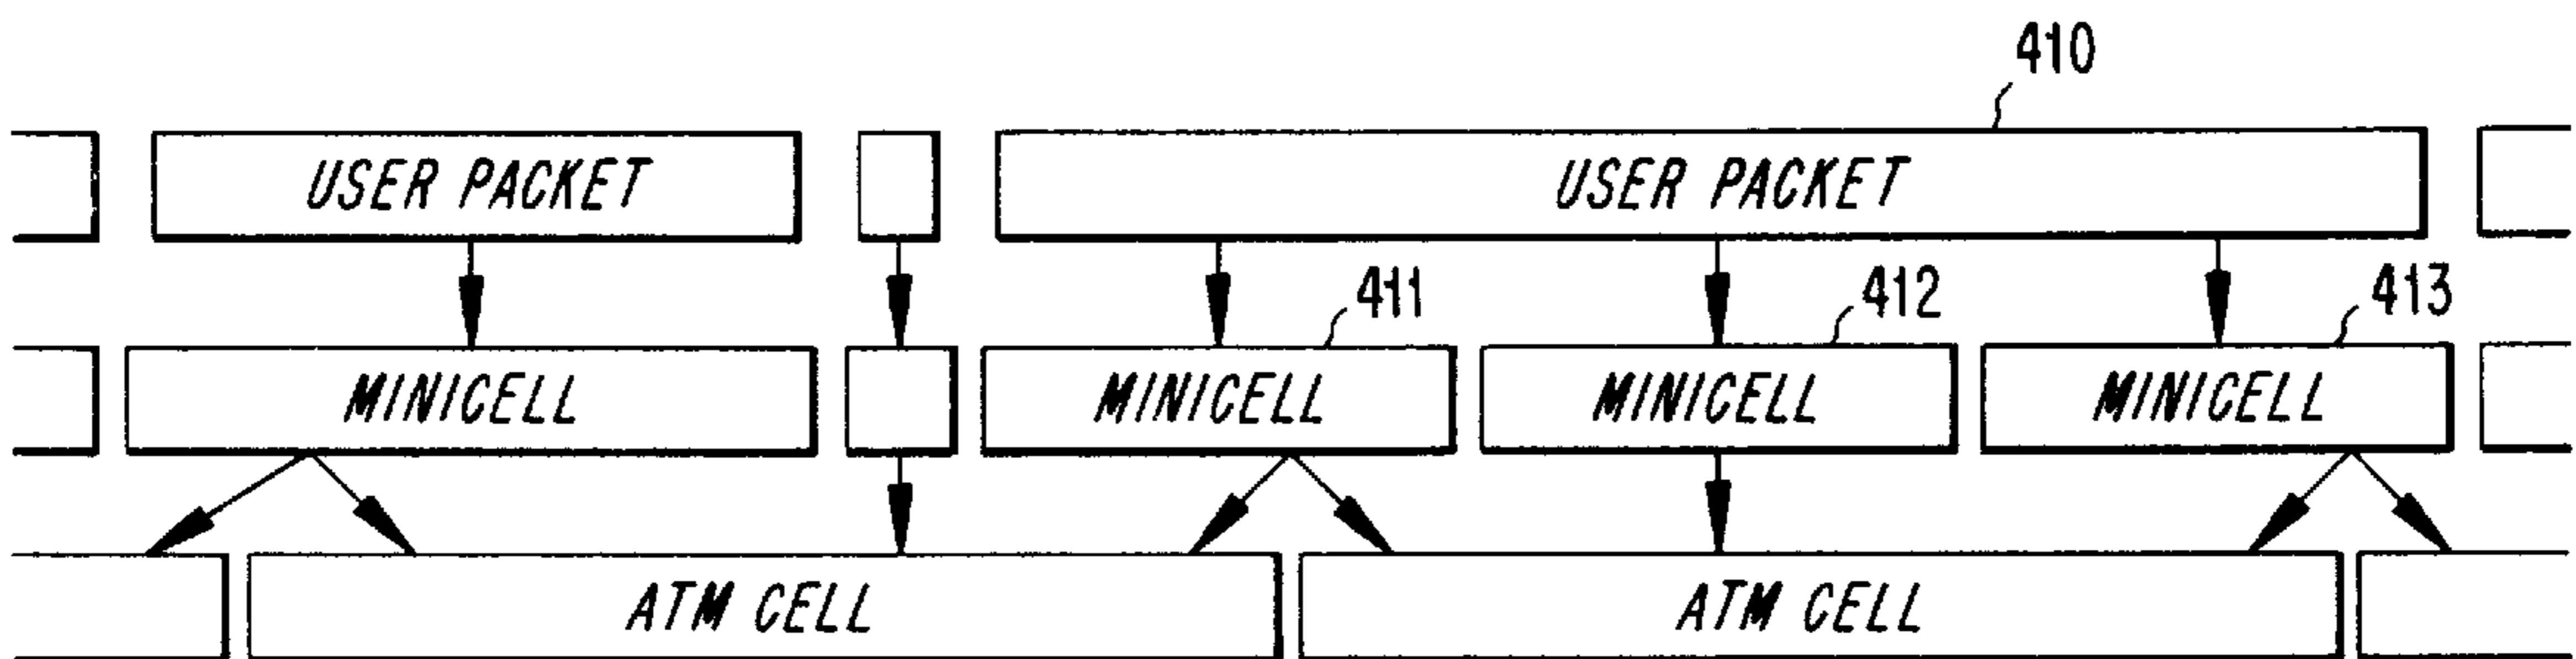 410
USER PACKET
USER PACKET
411
412
413
MINICELL
MINICELL
MINICELL
MINICELL
ATM CELL
ATM CELL